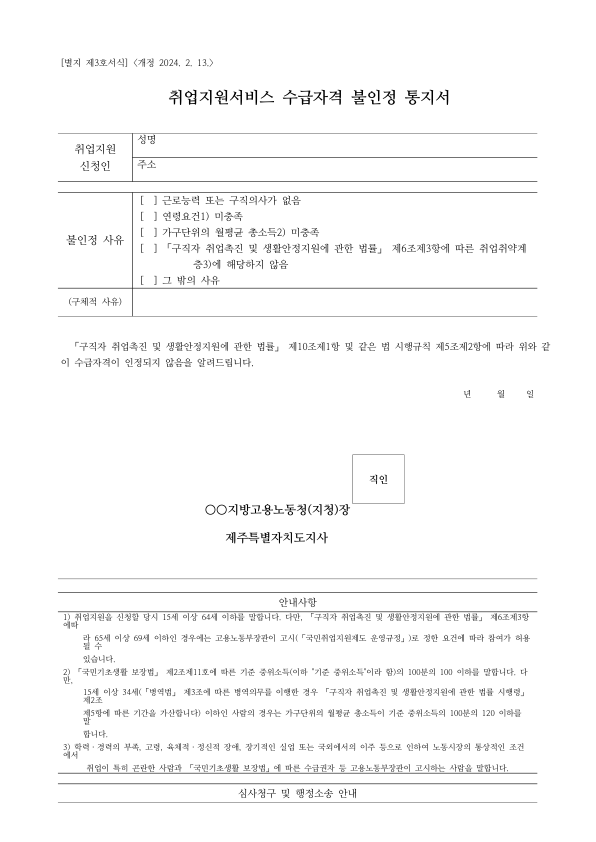 [별지 제3호서식] <개정 2024. 2. 13.>
취업지원서비스 수급자격 불인정 통지서
취업지원
신청인
성명
주소
불인정 사유
[  ] 근로능력 또는 구직의사가 없음
[  ] 연령요건1) 미충족
[  ] 가구단위의 월평균 총소득2) 미충족
[  ] 「구직자 취업촉진 및 생활안정지원에 관한 법률」 제6조제3항에 따른 취업취약계
층3)에 해당하지 않음
[  ] 그 밖의 사유
(구체적 사유)
「구직자 취업촉진 및 생활안정지원에 관한 법률」 제10조제1항 및 같은 법 시행규칙 제5조제2항에 따라 위와 같
이 수급자격이 인정되지 않음을 알려드립니다.
년 월 일
직인
○○지방고용노동청(지청)장
제주특별자치도지사
안내사항
1) 취업지원을 신청할 당시 15세 이상 64세 이하를 말합니다. 다만, 「구직자 취업촉진 및 생활안정지원에 관한 법률」 제6조제3항
에따
라 65세 이상 69세 이하인 경우에는 고용노동부장관이 고시(「국민취업지원제도 운영규정」)로 정한 요건에 따라 참여가 허용
될 수
있습니다.
2) 「국민기초생활 보장법」 제2조제11호에 따른 기준 중위소득(이하 "기준 중위소득"이라 함)의 100분의 100 이하를 말합니다. 다
만,
15세 이상 34세(「병역법」 제3조에 따른 병역의무를 이행한 경우 「구직자 취업촉진 및 생활안정지원에 관한 법률 시행령」
제2조
제5항에 따른 기간을 가산합니다) 이하인 사람의 경우는 가구단위의 월평균 총소득이 기준 중위소득의 100분의 120 이하를
말
합니다.
3) 학력ㆍ경력의 부족, 고령, 육체적ㆍ정신적 장애, 장기적인 실업 또는 국외에서의 이주 등으로 인하여 노동시장의 통상적인 조건
에서
취업이 특히 곤란한 사람과 「국민기초생활 보장법」에 따른 수급권자 등 고용노동부장관이 고시하는 사람을 말합니다.
심사청구 및 행정소송 안내